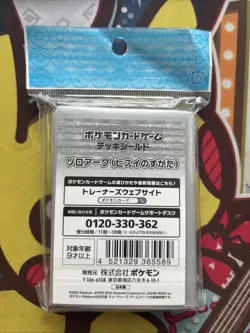 ポケモンカードゲーム
デッキシールド
ゾロアーク(ヒスイのすがた)
ポケモンカードゲームの遊びかたや最新情報はこちら!
トレーナーズウェブサイト
ポケモンカード
お問い合わせ先 ポケモンカードゲームサポートデスク
0120-330-362
対象年齢
9才以上
4 521329 365589
発売元 株式会社ポケモン
日本製